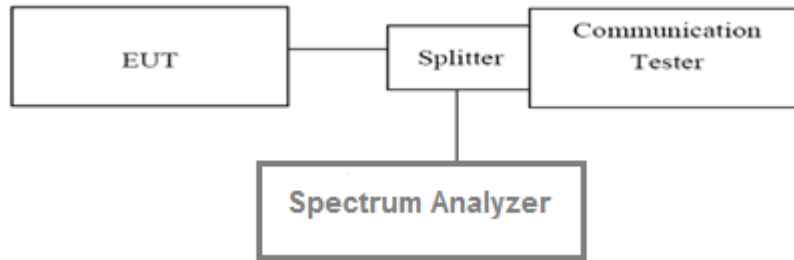 EUT
Splitter
Communication
Tester
Spectrum Analyzer